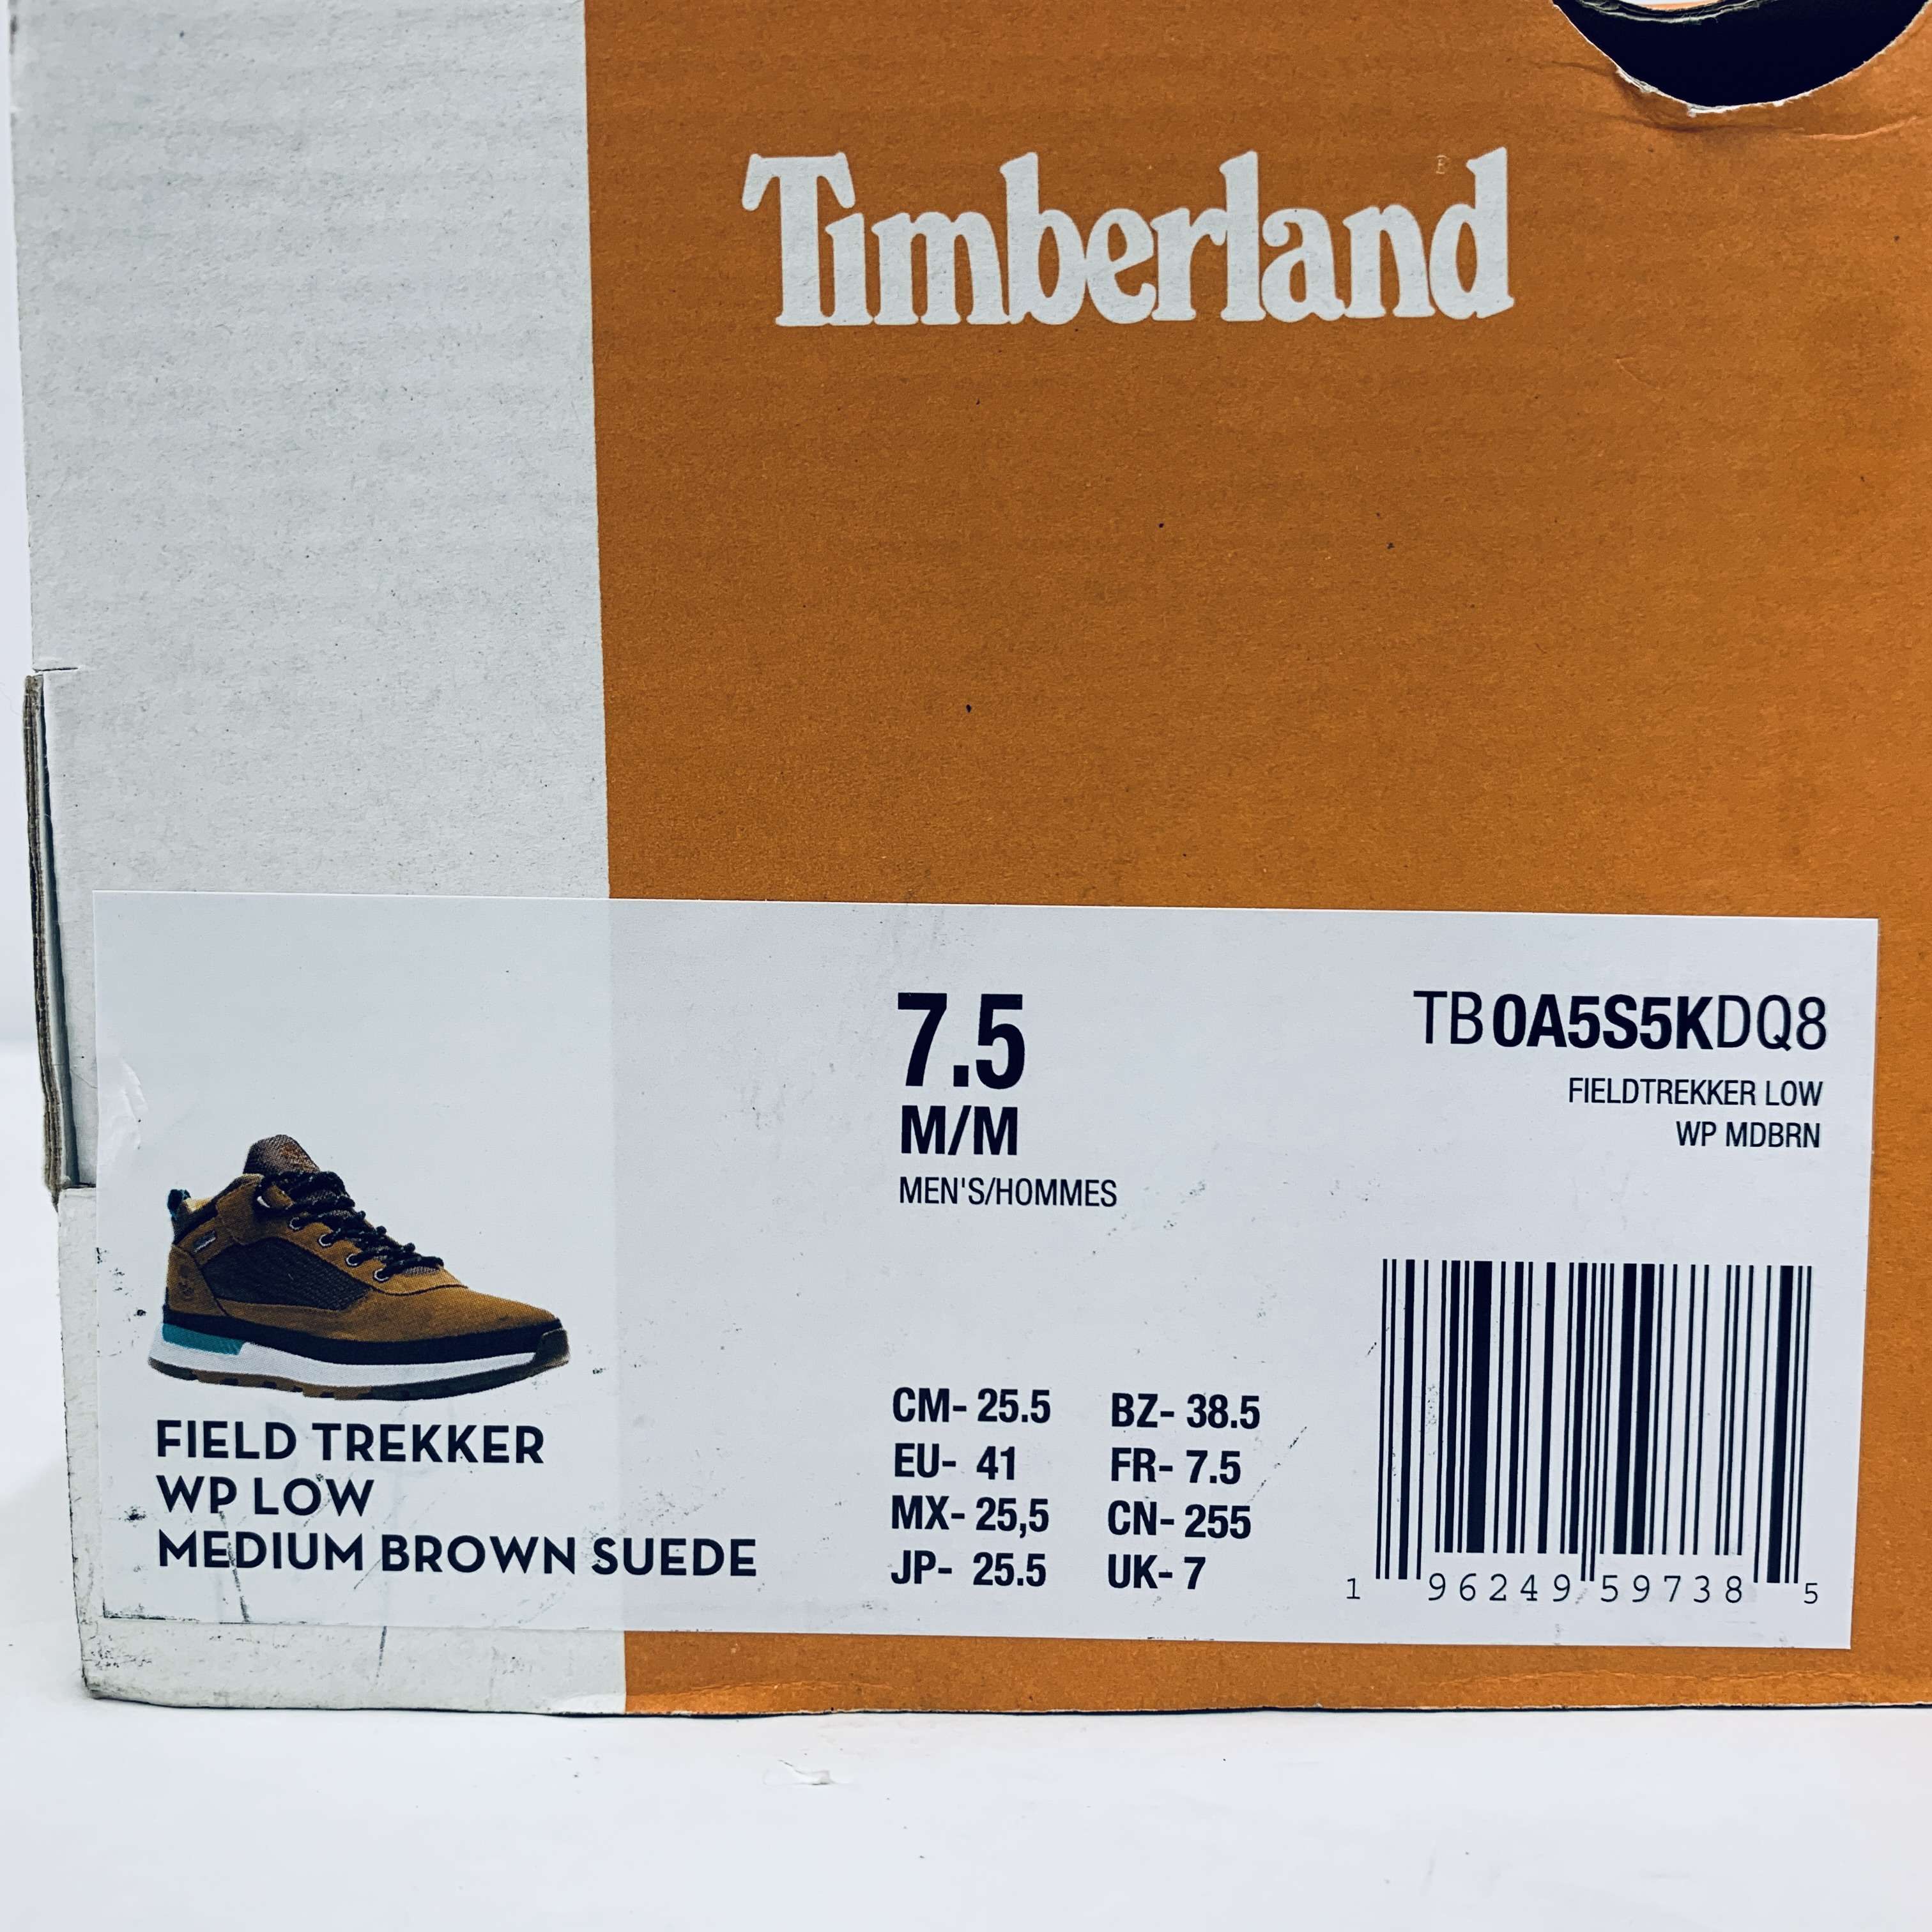 Timberland
7.5
M/M
MEN'S/HOMMES
TB0A5S5KDQ8
FIELDTREKKER LOW
WP MDBRN
FIELD TREKKER
WP LOW
MEDIUM BROWN SUEDE
CM- 25.5 BZ- 38.5
EU- 41 FR- 7.5
MX- 25,5 CN- 255
JP- 25.5 UK- 7
1 96249 59738 5